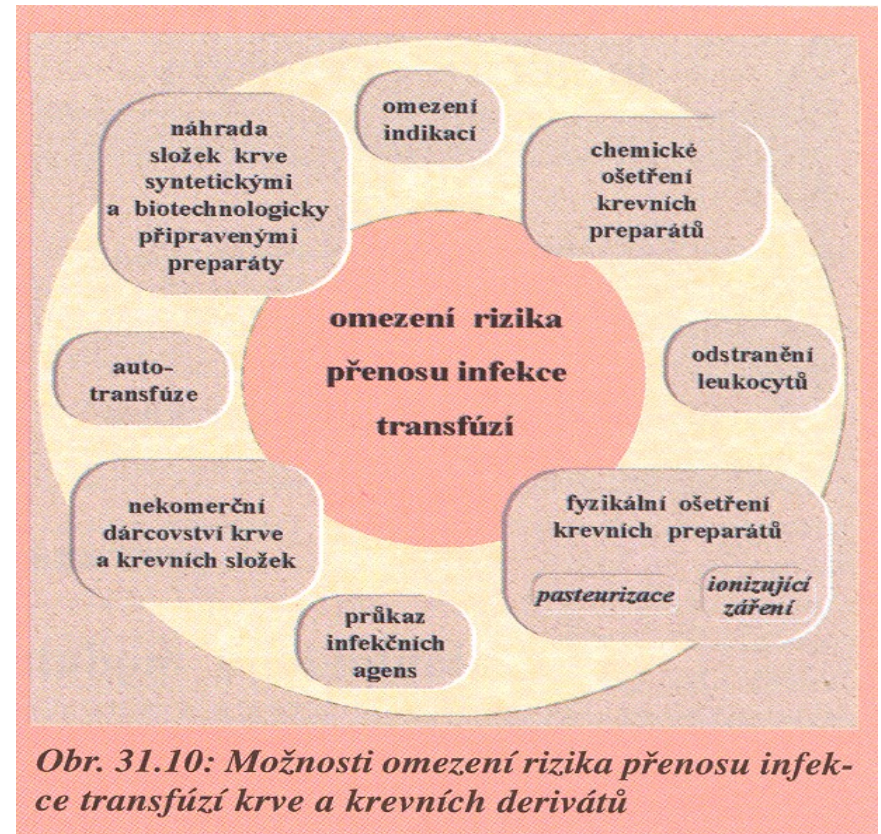 omezení
indikací
náhrada
složek krve
syntetickými
a biotechnologicky
připravenými
preparáty
chemické
ošetření
krevních
preparátů
omezení rizika
přenosu infekce
transfúzí
auto-
transfúze
odstranění
leukocytů
nekomerční
dárcovství krve
a krevních složek
fyzikální ošetření
krevních preparátů
pasteurizace
ionizující
záření
průkaz
infekčních
agens
Obr. 31.10: Možnosti omezení rizika přenosu infek-
ce transfúzí krve a krevních derivátů